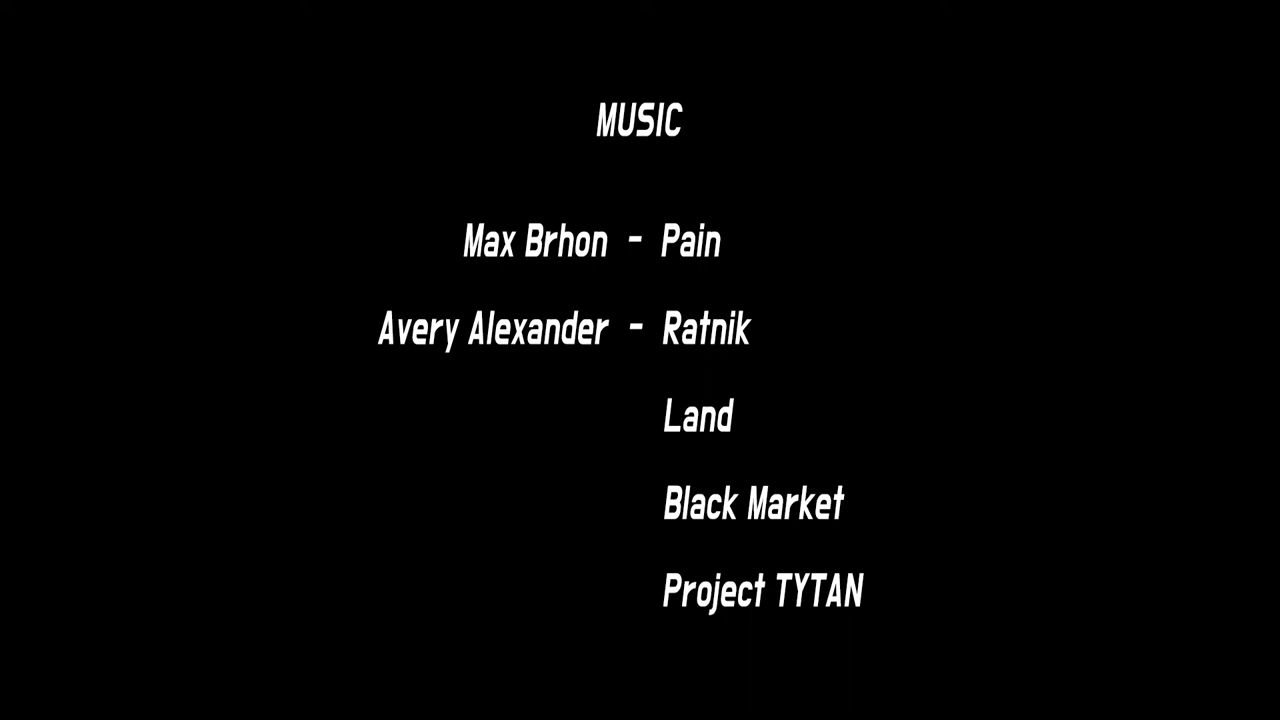 MUSIC
Max Brhon - Pain
Avery Alexander - Ratnik
Land
Black Market
Project TYTAN